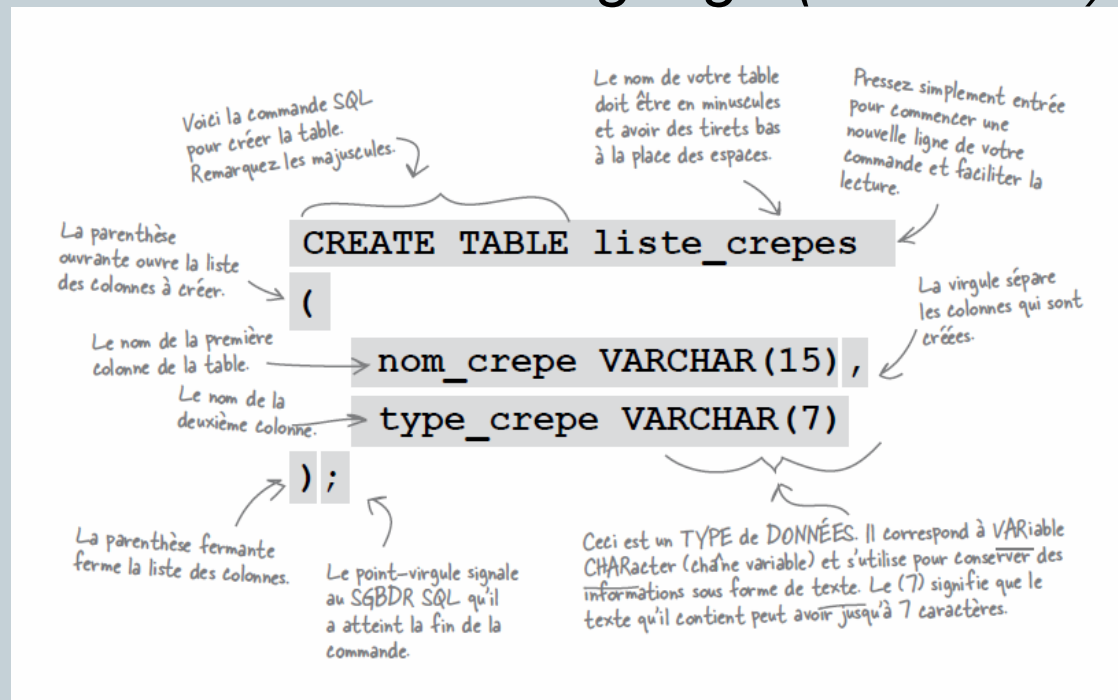 Voici la commande SQL
pour créer la table.
Remarquez les majuscules.
Le nom de votre table
doit être en minuscules
et avoir des tirets bas
à la place des espaces.
Pressez simplement entrée
pour commencer une
nouvelle ligne de votre
commande et faciliter la
lecture.
La parenthèse
ouvrante ouvre la liste
des colonnes à créer.
CREATE TABLE liste_crepes
(
La virgule sépare
les colonnes qui sont
créées.
Le nom de la première
colonne de la table.
nom_crepe VARCHAR(15),
Le nom de la
deuxième colonne.
type_crepe VARCHAR(7)
);
La parenthèse fermante
ferme la liste des colonnes.
Le point-virgule signale
au SGBDR SQL qu'il
a atteint la fin de la
commande.
Ceci est un TYPE de DONNÉES. Il correspond à VARiable
CHARacter (chaîne variable) et s'utilise pour conserver des
informations sous forme de texte. Le (7) signifie que le
texte qu'il contient peut avoir jusqu'à 7 caractères.